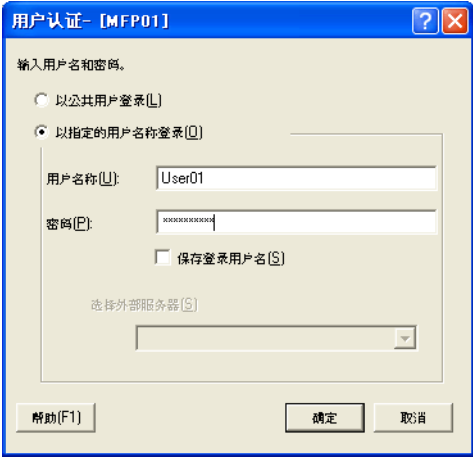 用户认证- [MFP01]
输入用户名和密码。
以公共用户登录(L)
以指定的用户名称登录(O)
用户名称(U):
User01
密码(P):
**********
保存登录用户名(S)
选择外部服务器(S)
帮助(F1)
确定
取消